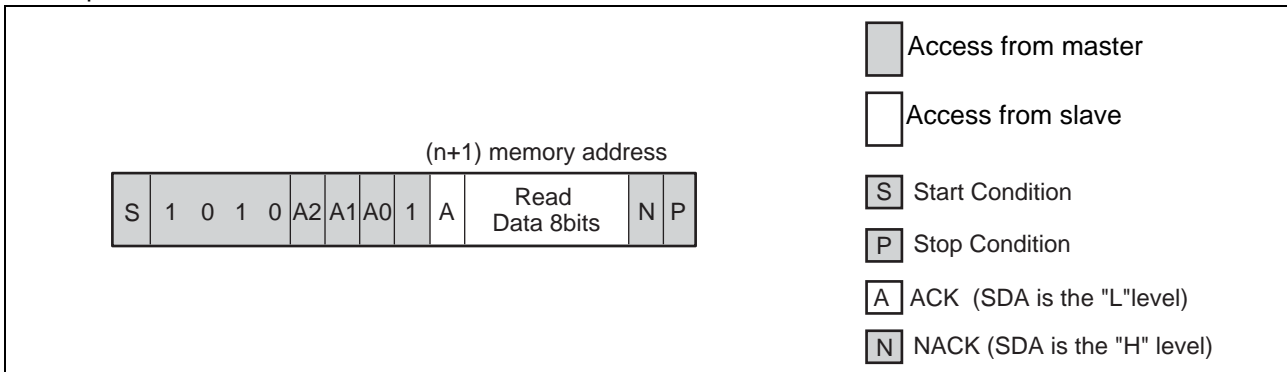 (n+1) memory address
S 1 0 1 0 A2 A1 A0 1 A Read Data 8bits N P
Access from master
Access from slave
S Start Condition
P Stop Condition
A ACK (SDA is the "L"level)
N NACK (SDA is the "H" level)